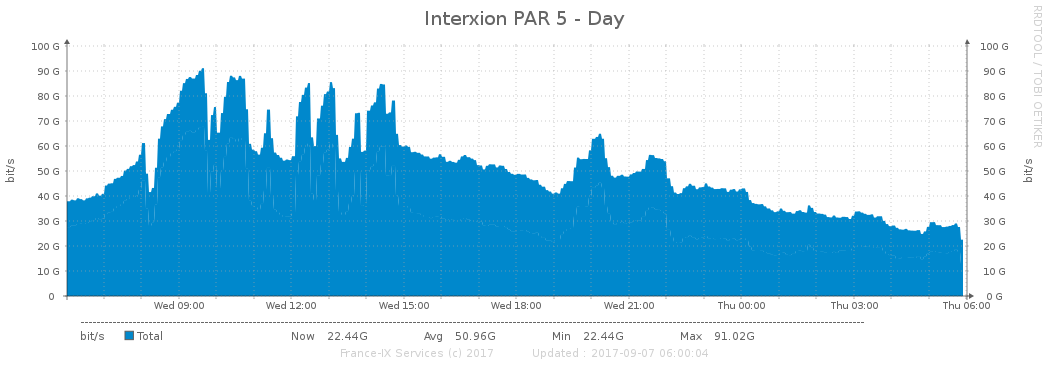 Interxion PAR 5 - Day
RRDTOOL / TOBI OETIKER
bit/s
100 G
90 G
80 G
70 G
60 G
50 G
40 G
30 G
20 G
10 G
0
100 G
90 G
80 G
70 G
60 G
50 G
40 G
30 G
20 G
10 G
0 G
bit/s
Wed 09:00 Wed 12:00 Wed 15:00 Wed 18:00 Wed 21:00 Thu 00:00 Thu 03:00 Thu 06:00
bit/s Total Now 22.44G Avg 50.96G Min 22.44G Max 91.02G
France-IX Services (c) 2017 Updated : 2017-09-07 06:00:04